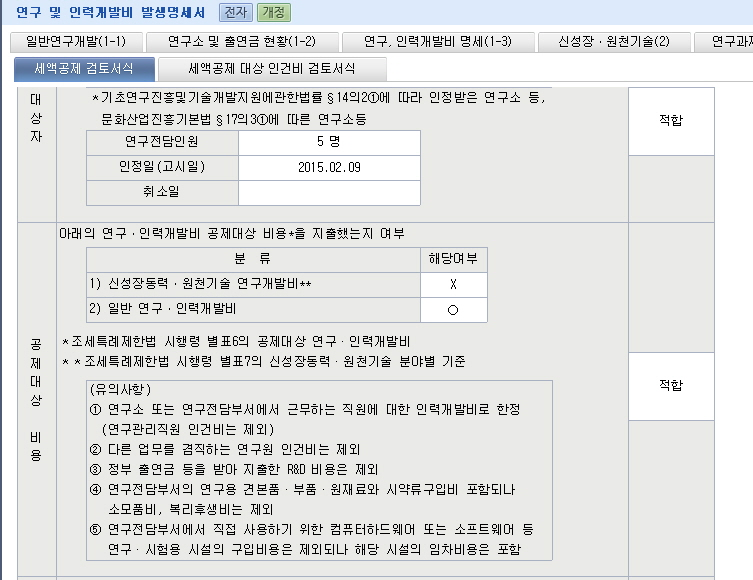 연구 및 인력개발비 발생명세서 전자 개정
일반연구개발(1-1) 연구소 및 출연금 현황(1-2) 연구, 인력개발비 명세(1-3) 신성장·원천기술(2) 연구과
세액공제 검토서식 세액공제 대상 인건비 검토서식
대상자
*기초연구진흥및기술개발지원에관한법률 §14의2①에 따라 인정받은 연구소 등,
문화산업진흥기본법 §17의3①에 따른 연구소등
적합
연구전담인원 5 명
인정일(고시일) 2015.02.09
취소일
아래의 연구·인력개발비 공제대상 비용*을 지출했는지 여부
분 류 해당여부
1) 신성장동력·원천기술 연구개발비** X
2) 일반 연구·인력개발비 ○
공제대상 비용
*조세특례제한법 시행령 별표6의 공제대상 연구·인력개발비
**조세특례제한법 시행령 별표7의 신성장동력·원천기술 분야별 기준
적합
(유의사항)
① 연구소 또는 연구전담부서에서 근무하는 직원에 대한 인력개발비로 한정
(연구관리직원 인건비는 제외)
② 다른 업무를 겸직하는 연구원 인건비는 제외
③ 정부 출연금 등을 받아 지출한 R&D 비용은 제외
④ 연구전담부서의 연구용 견본품·부품·원재료와 시약류구입비 포함되나
소모품비, 복리후생비는 제외
⑤ 연구전담부서에서 직접 사용하기 위한 컴퓨터하드웨어 또는 소프트웨어 등
연구·시험용 시설의 구입비용은 제외되나 해당 시설의 임차비용은 포함